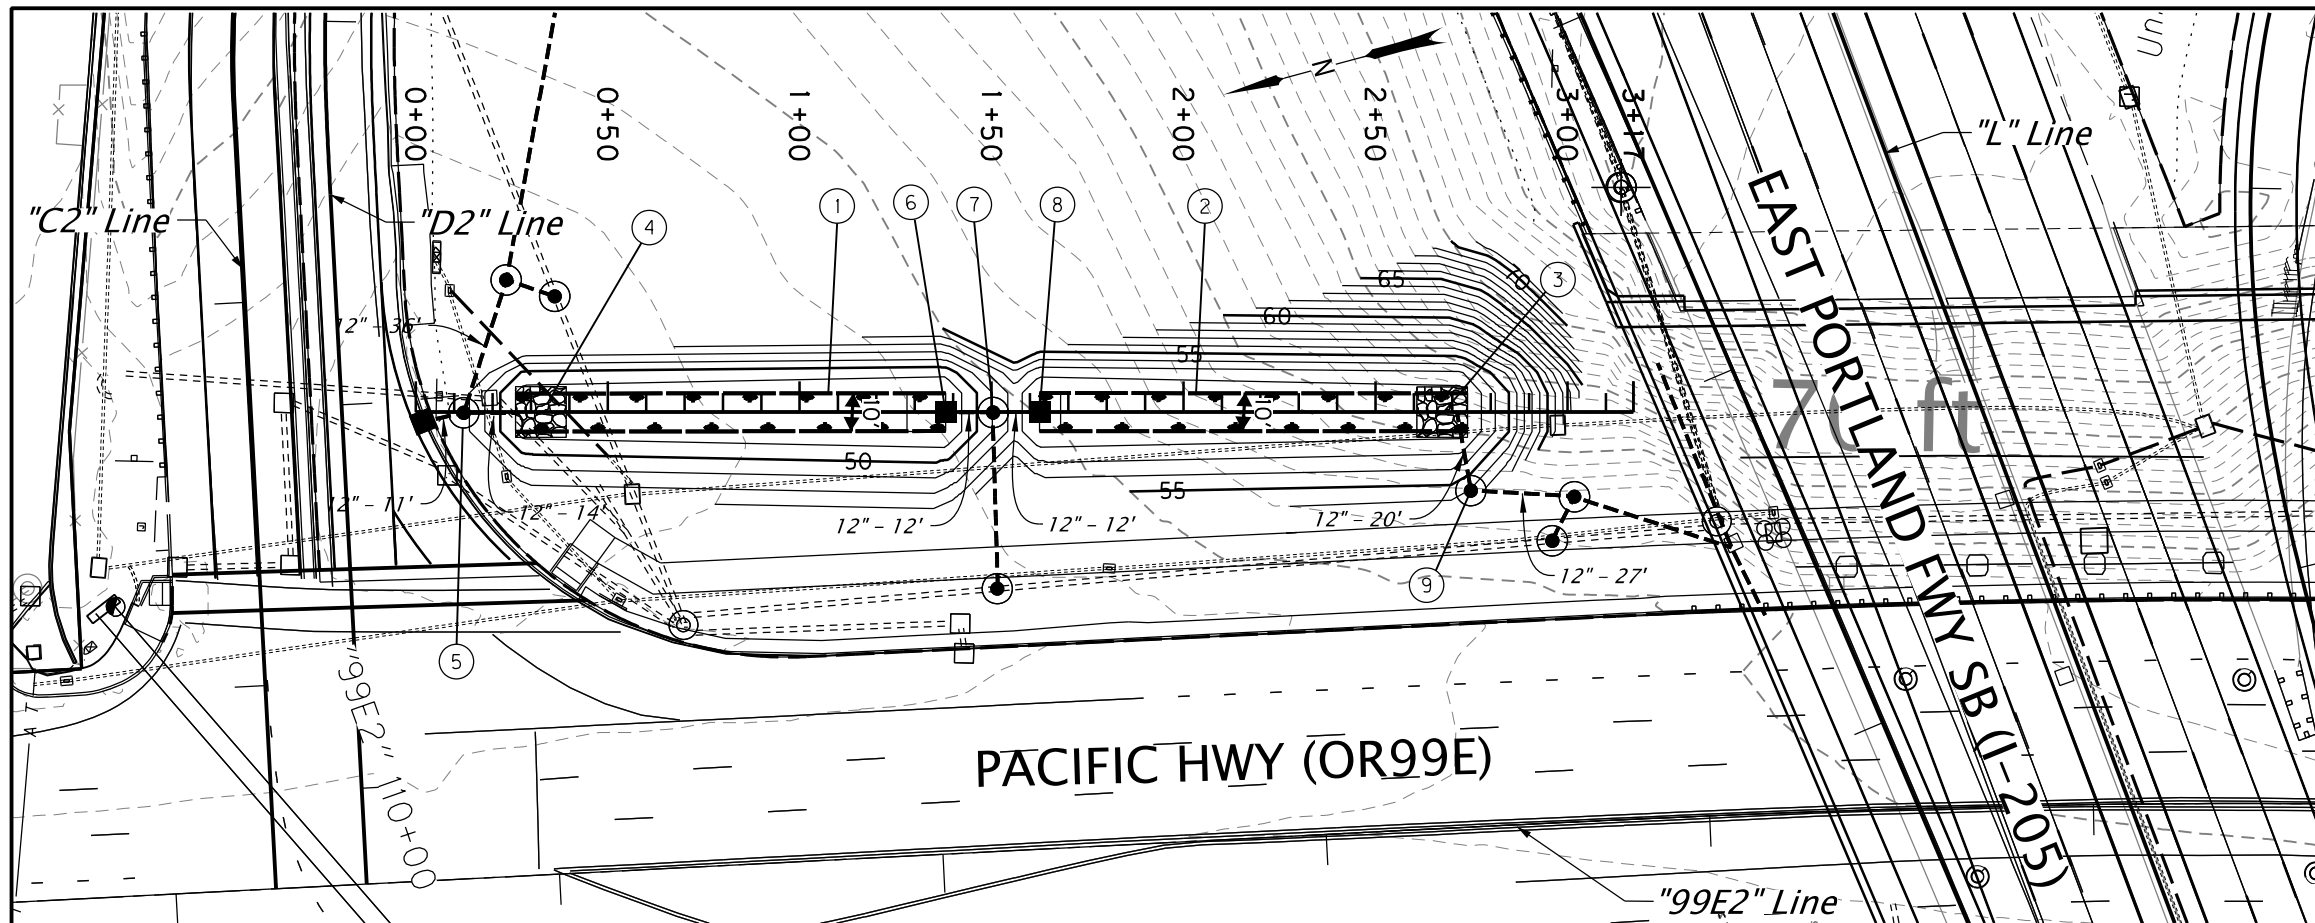 Un.
N
0+00
0+50
1+00
1+50
2+00
2+50
3+00
3+17
"L" Line
"C2" Line
"D2" Line
4
1
6
7
8
2
3
EAST PORTLAND FWY SB (I-205)
65
60
60
55
12" - 36'
10'
10'
70 ft
50
55
12" - 11'
12" - 14'
12" - 12'
12" - 12'
12" - 20'
12" - 27'
9
5
"99E2" 110+00
PACIFIC HWY (OR99E)
"99E2" Line